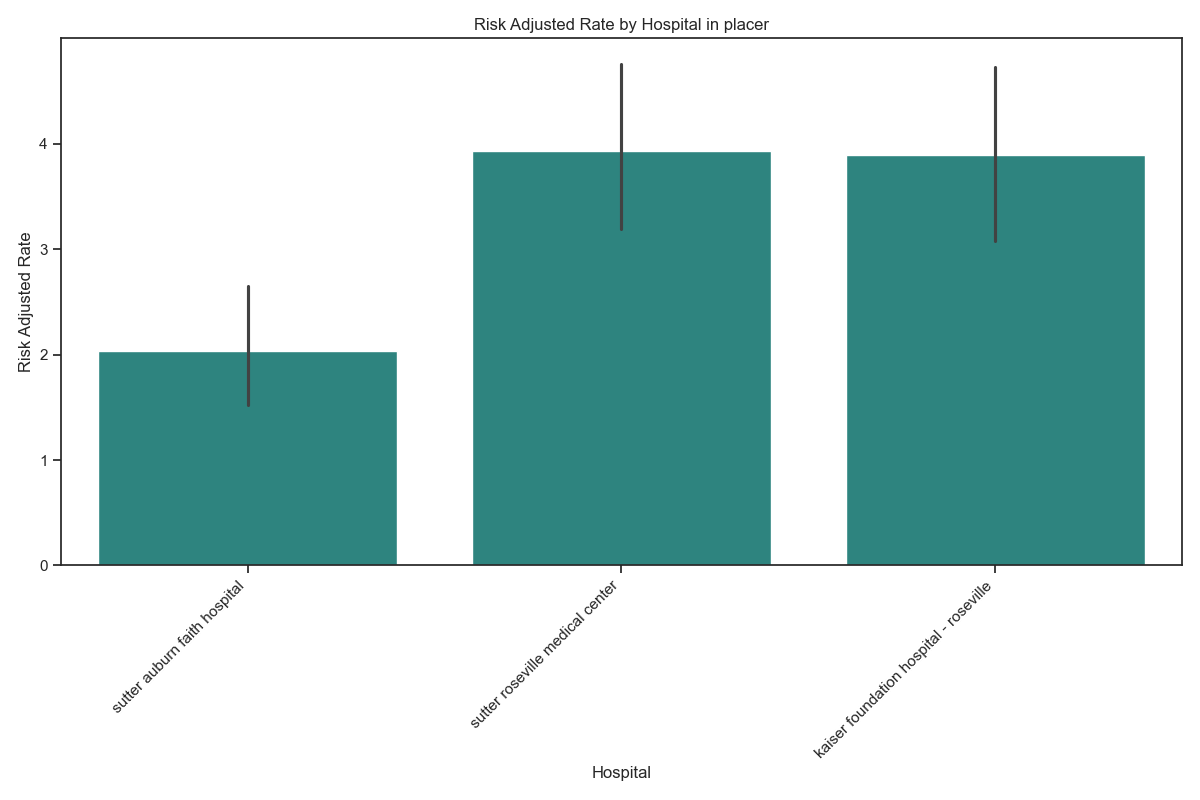 Risk Adjusted Rate by Hospital in placer
Risk Adjusted Rate
4
3
2
1
0
sutter auburn faith hospital
sutter roseville medical center
kaiser foundation hospital - roseville
Hospital